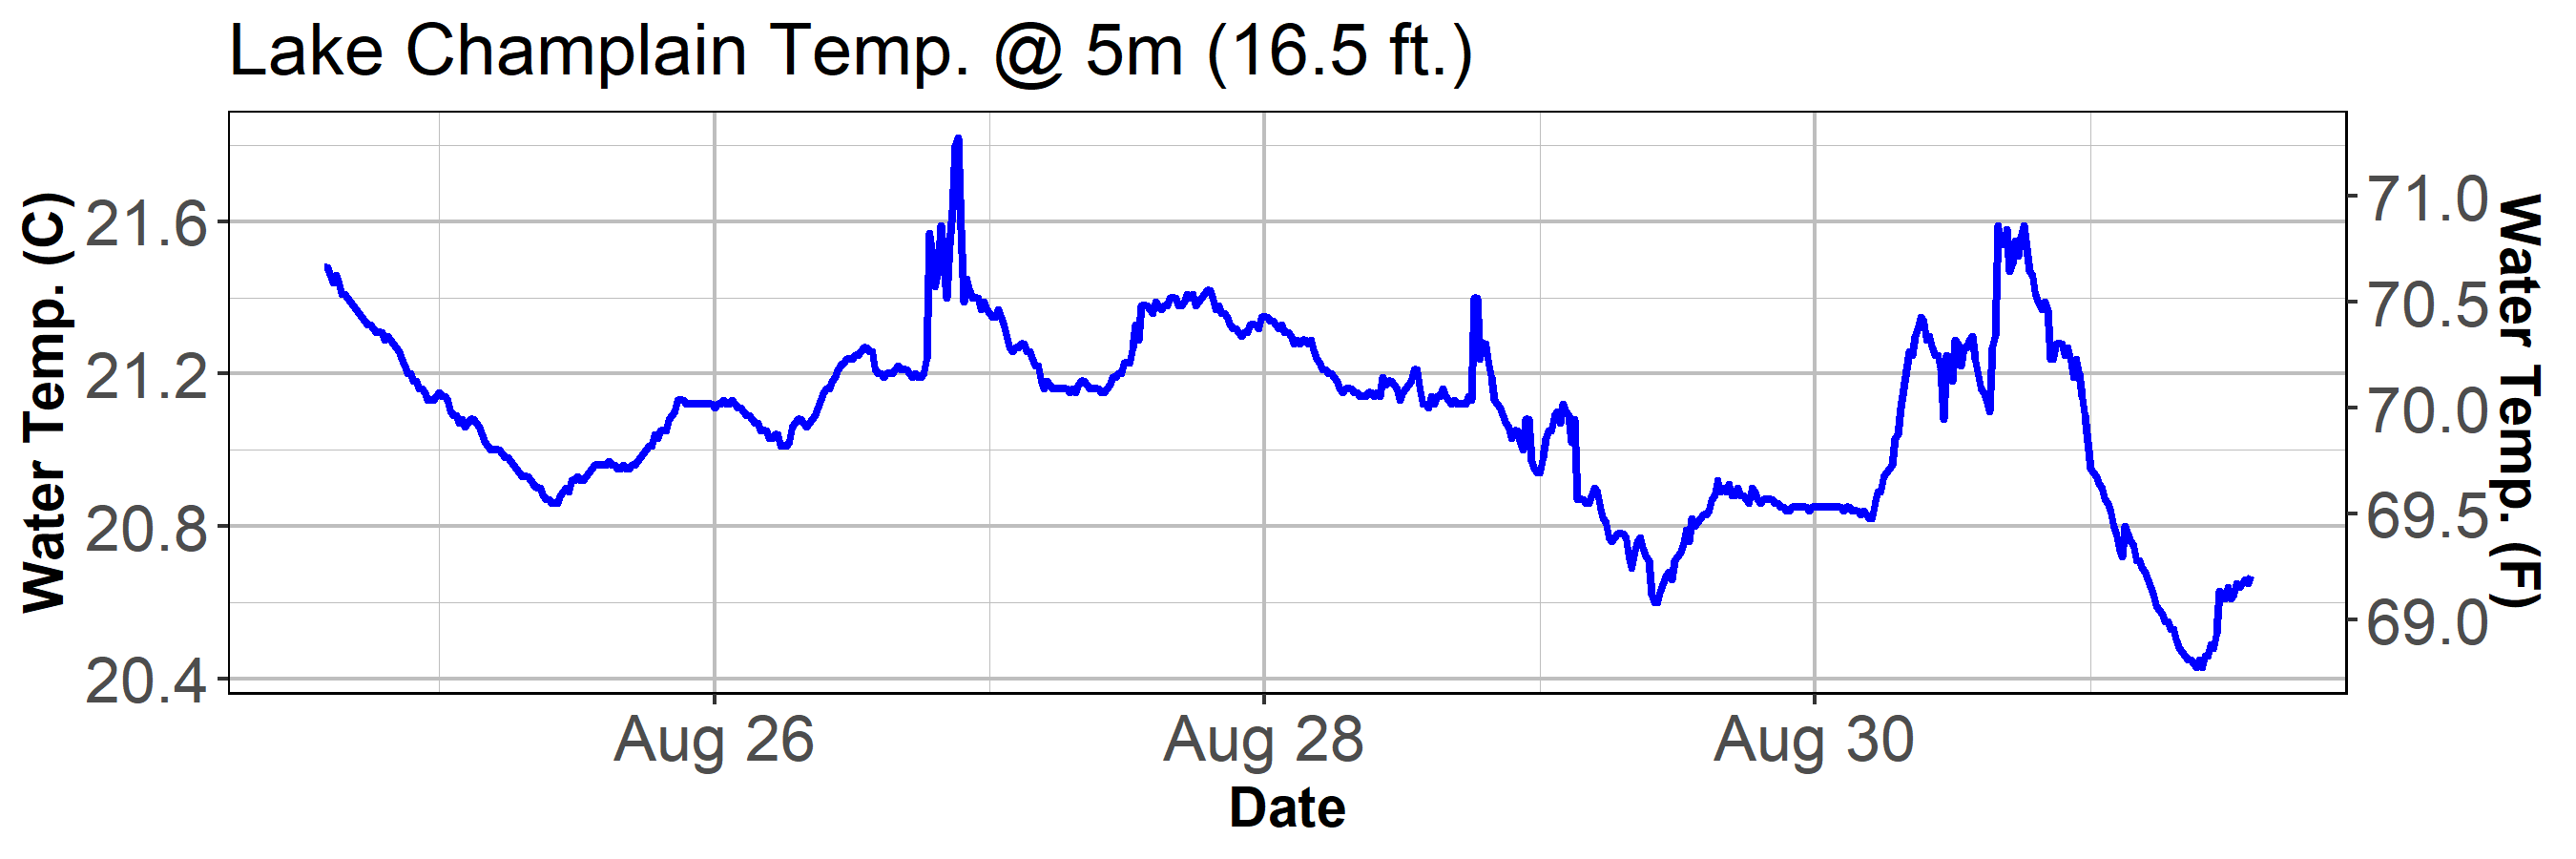 Lake Champlain Temp. @ 5m (16.5 ft.)
Water Temp. (C)
21.6
21.2
20.8
20.4
71.0
70.5
70.0
69.5
69.0
Water Temp. (F)
Aug 26
Aug 28
Aug 30
Date